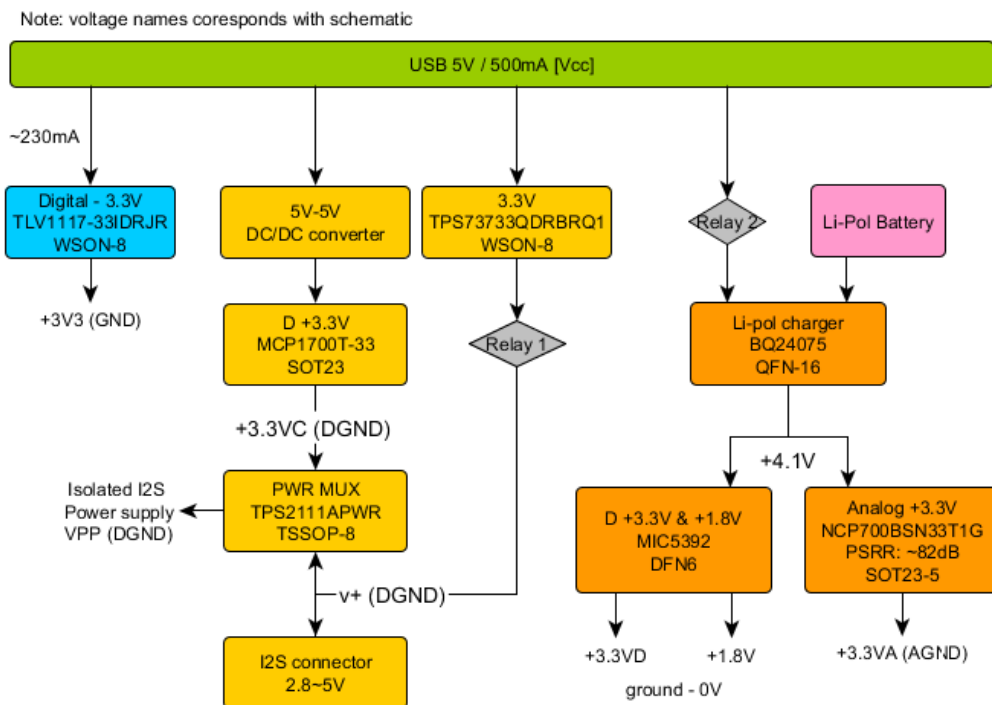 Note: voltage names coresponds with schematic
USB 5V / 500mA [Vcc]
~230mA
Digital - 3.3V
TLV1117-33IDRJR
WSON-8
+3V3 (GND)
5V-5V
DC/DC converter
D +3.3V
MCP1700T-33
SOT23
+3.3VC (DGND)
PWR MUX
TPS2111APWR
TSSOP-8
Isolated I2S
Power supply
VPP (DGND)
v+ (DGND)
I2S connector
2.8~5V
3.3V
TPS73733QDRBRQ1
WSON-8
Relay 1
Relay 2
Li-Pol Battery
Li-pol charger
BQ24075
QFN-16
+4.1V
D +3.3V & +1.8V
MIC5392
DFN6
+3.3VD
+1.8V
ground - 0V
Analog +3.3V
NCP700BSN33T1G
PSRR: ~82dB
SOT23-5
+3.3VA (AGND)